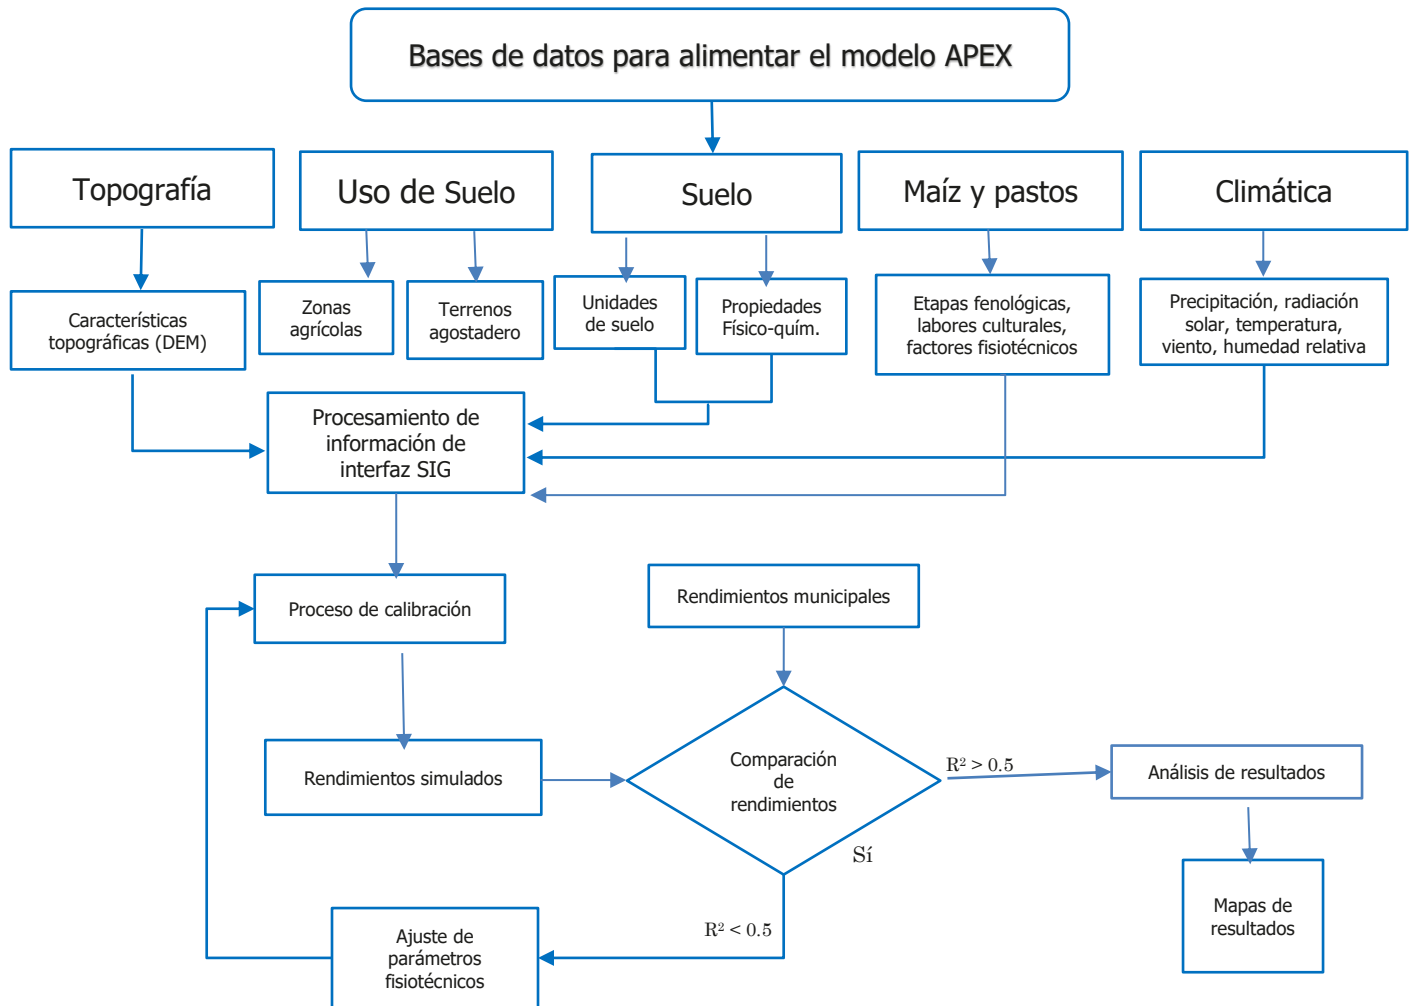 Bases de datos para alimentar el modelo APEX
Topografía
Uso de Suelo
Suelo
Maíz y pastos
Climática
Características
topográficas (DEM)
Zonas
agrícolas
Terrenos
agostadero
Unidades
de suelo
Propiedades
Físico-quím.
Etapas fenológicas,
labores culturales,
factores fisiotécnicos
Precipitación, radiación
solar, temperatura,
viento, humedad relativa
Procesamiento de
información de
interfaz SIG
Proceso de calibración
Rendimientos municipales
Rendimientos simulados
Comparación
de
rendimientos
R² > 0.5
Análisis de resultados
Sí
R² < 0.5
Ajuste de
parámetros
fisiotécnicos
Mapas de
resultados